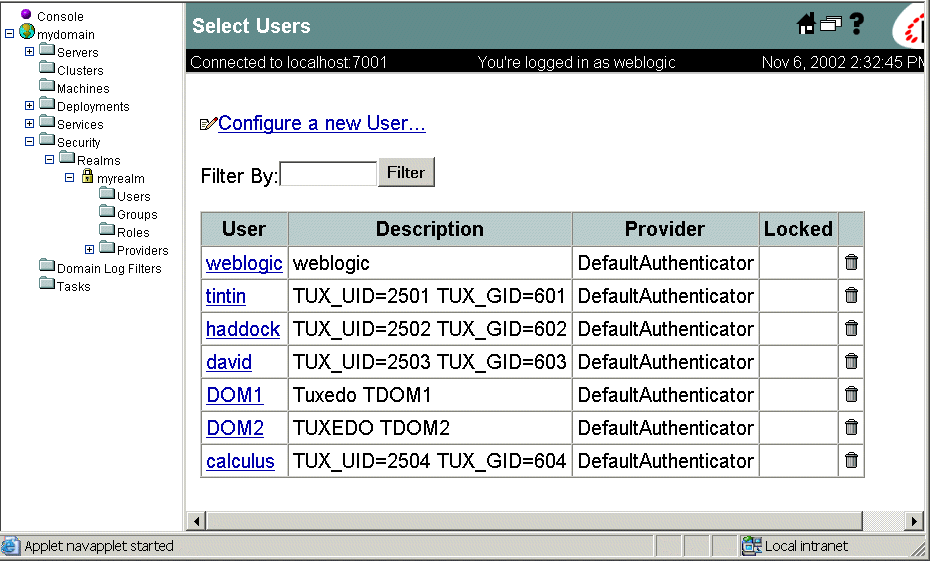 Console
mydomain
Servers
Clusters
Machines
Deployments
Services
Security
Realms
myrealm
Users
Groups
Roles
Providers
Domain Log Filters
Tasks
Select Users
?
Connected to localhost:7001 You're logged in as weblogic Nov 6, 2002 2:32:45 PM
Configure a new User...
Filter By: Filter
User Description Provider Locked
weblogic weblogic DefaultAuthenticator
tintin TUX_UID=2501 TUX_GID=601 DefaultAuthenticator
haddock TUX_UID=2502 TUX_GID=602 DefaultAuthenticator
david TUX_UID=2503 TUX_GID=603 DefaultAuthenticator
DOM1 Tuxedo TDOM1 DefaultAuthenticator
DOM2 TUXEDO TDOM2 DefaultAuthenticator
calculus TUX_UID=2504 TUX_GID=604 DefaultAuthenticator
Applet navapplet started Local intranet